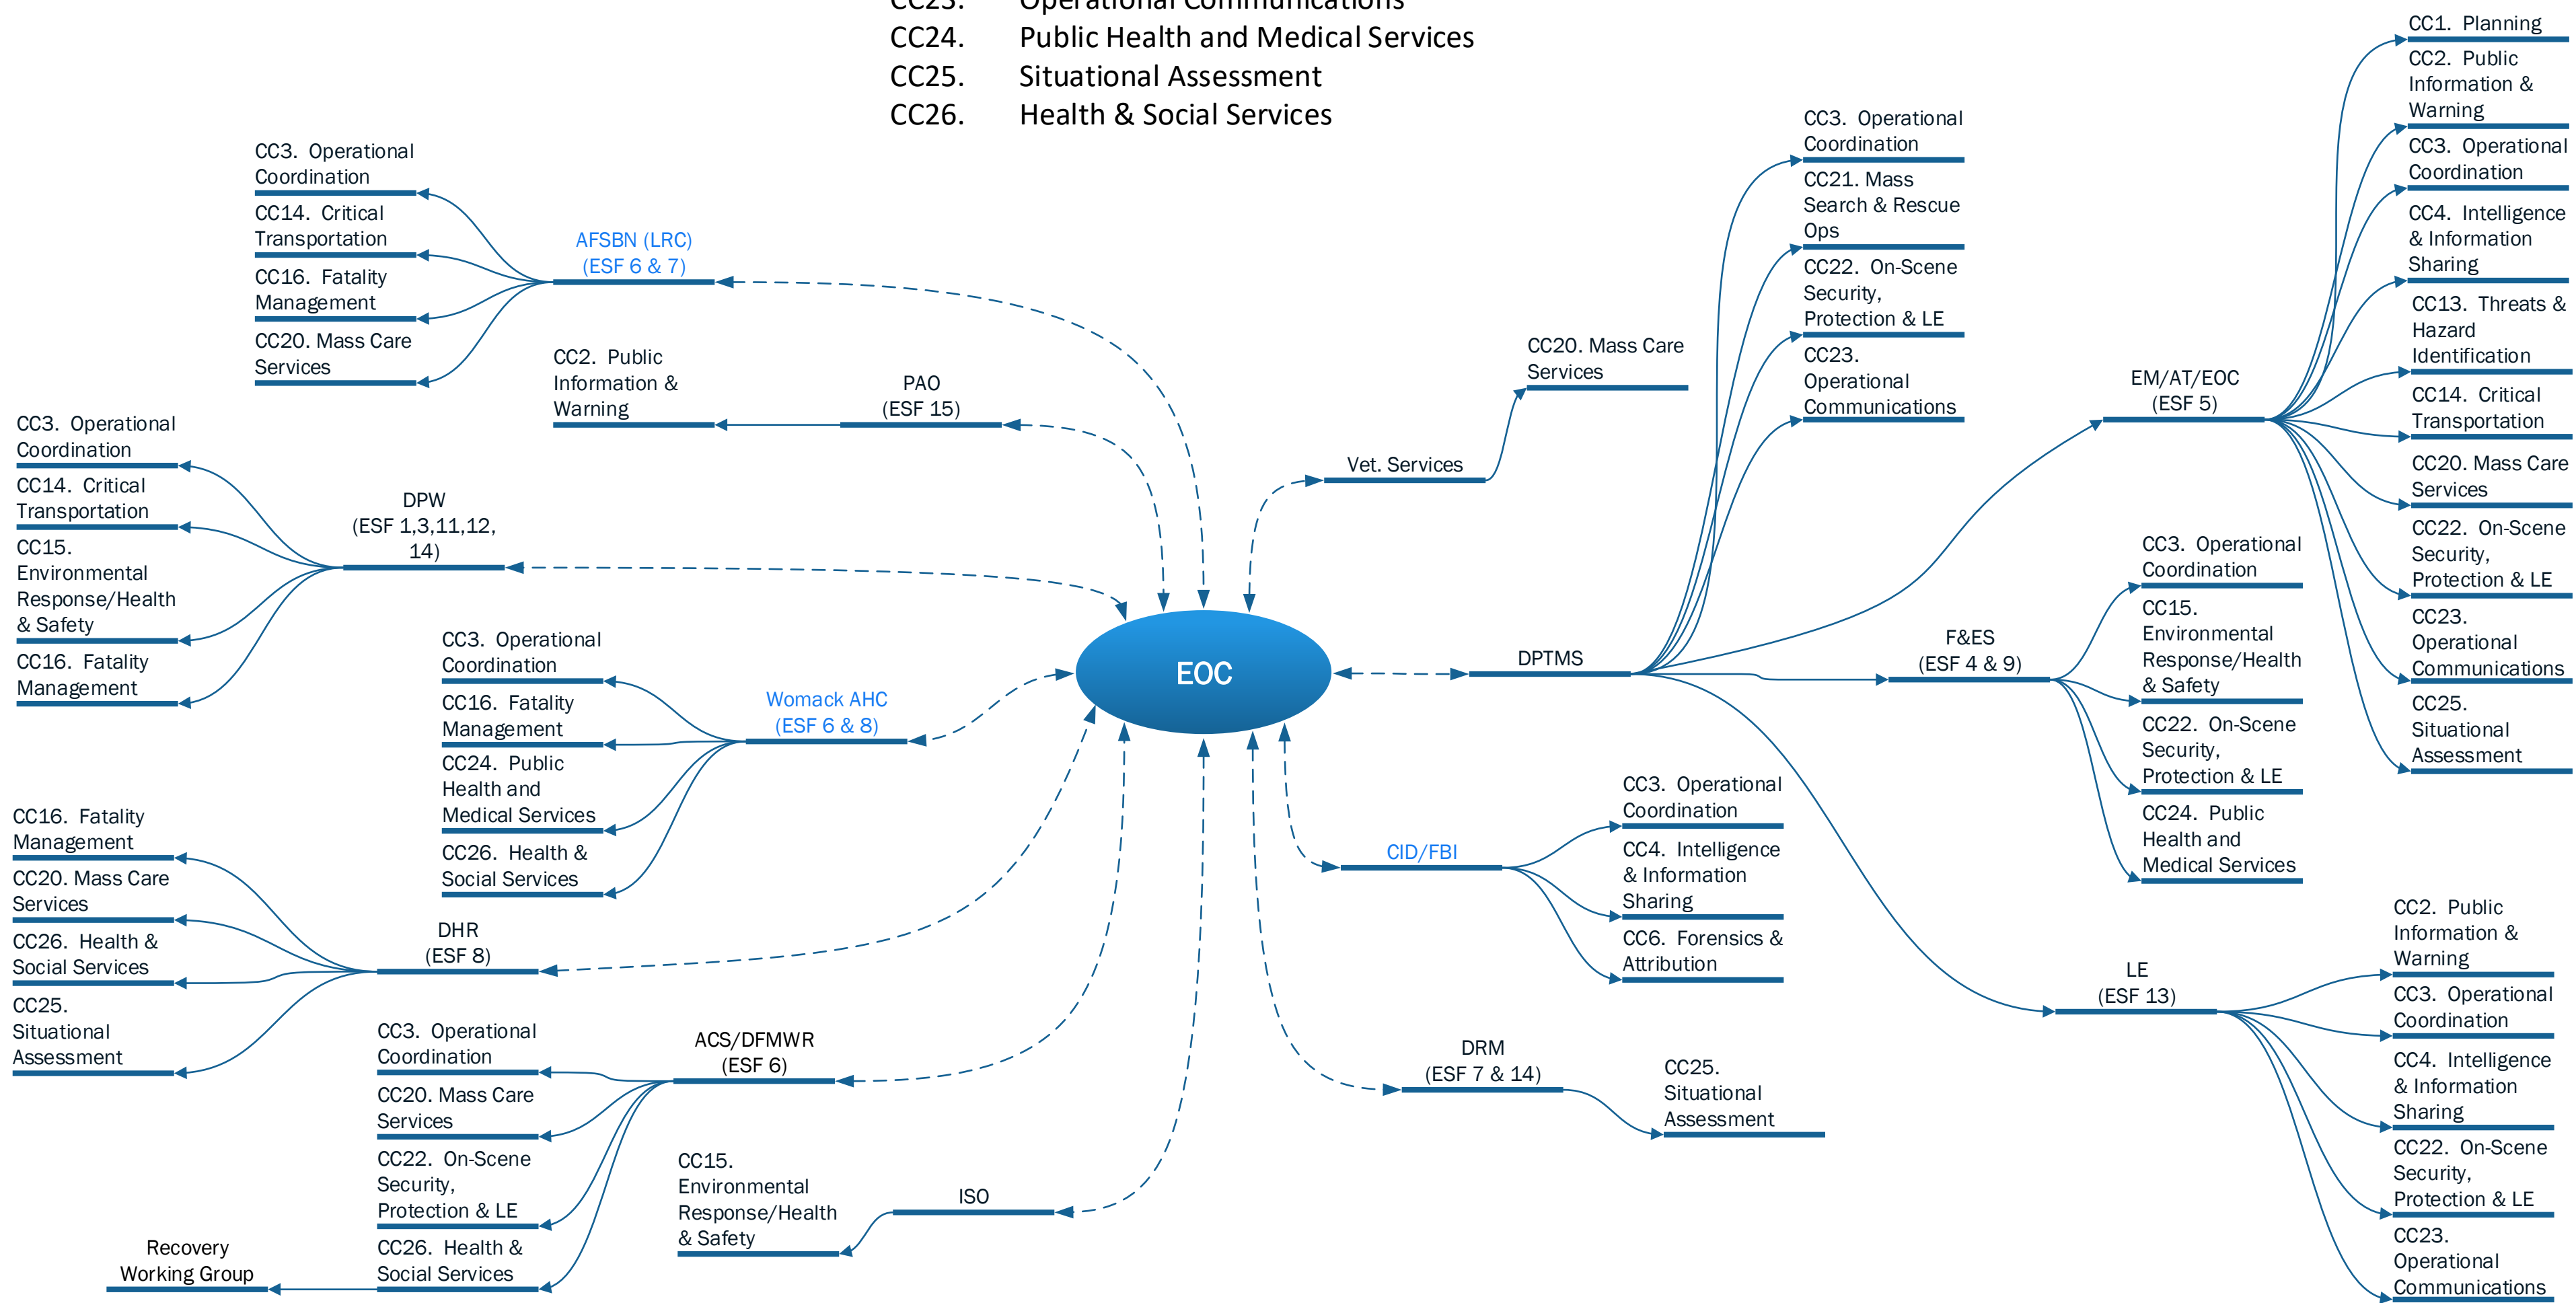 CC23. Operational Communications
CC24. Public Health and Medical Services
CC25. Situational Assessment
CC26. Health & Social Services
CC3. Operational
Coordination
CC14. Critical
Transportation
CC16. Fatality
Management
CC20. Mass Care
Services
AFSBN (LRC)
(ESF 6 & 7)
CC2. Public
Information &
Warning
PAO
(ESF 15)
CC3. Operational
Coordination
CC14. Critical
Transportation
CC15.
Environmental
Response/Health
& Safety
CC16. Fatality
Management
DPW
(ESF 1,3,11,12,
14)
CC3. Operational
Coordination
CC16. Fatality
Management
CC24. Public
Health and
Medical Services
CC26. Health &
Social Services
Womack AHC
(ESF 6 & 8)
CC16. Fatality
Management
CC20. Mass Care
Services
CC26. Health &
Social Services
CC25.
Situational
Assessment
DHR
(ESF 8)
CC3. Operational
Coordination
CC20. Mass Care
Services
CC22. On-Scene
Security,
Protection & LE
CC26. Health &
Social Services
ACS/DFMWR
(ESF 6)
Recovery
Working Group
CC15.
Environmental
Response/Health
& Safety
ISO
EOC
Vet. Services
CC20. Mass Care
Services
DPTMS
CC3. Operational
Coordination
CC21. Mass
Search & Rescue
Ops
CC22. On-Scene
Security,
Protection & LE
CC23.
Operational
Communications
EM/AT/EOC
(ESF 5)
CC1. Planning
CC2. Public
Information &
Warning
CC3. Operational
Coordination
CC4. Intelligence
& Information
Sharing
CC13. Threats &
Hazard
Identification
CC14. Critical
Transportation
CC20. Mass Care
Services
CC22. On-Scene
Security,
Protection & LE
CC23.
Operational
Communications
CC25.
Situational
Assessment
F&ES
(ESF 4 & 9)
CC3. Operational
Coordination
CC15.
Environmental
Response/Health
& Safety
CC22. On-Scene
Security,
Protection & LE
CC24. Public
Health and
Medical Services
CID/FBI
CC3. Operational
Coordination
CC4. Intelligence
& Information
Sharing
CC6. Forensics &
Attribution
LE
(ESF 13)
CC2. Public
Information &
Warning
CC3. Operational
Coordination
CC4. Intelligence
& Information
Sharing
CC22. On-Scene
Security,
Protection & LE
CC23.
Operational
Communications
DRM
(ESF 7 & 14)
CC25.
Situational
Assessment